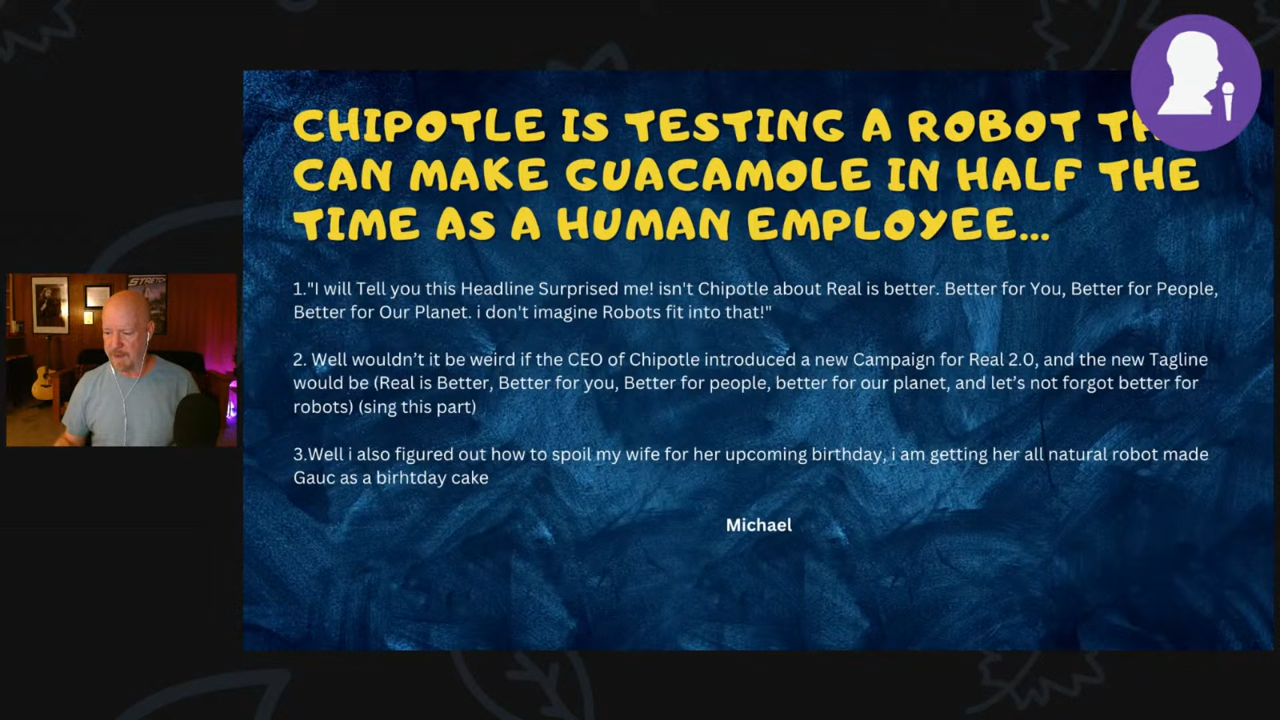 CHIPOTLE IS TESTING A ROBOT
CAN MAKE GUACAMOLE IN HALF THE
TIME AS A HUMAN EMPLOYEE...
1."I will Tell you this Headline Surprised me! isn't Chipotle about Real is better. Better for You, Better for People,
Better for Our Planet. i don't imagine Robots fit into that!"
2. Well wouldn’t it be weird if the CEO of Chipotle introduced a new Campaign for Real 2.0, and the new Tagline
would be (Real is Better, Better for you, Better for people, better for our planet, and let’s not forgot better for
robots) (sing this part)
3.Well i also figured out how to spoil my wife for her upcoming birthday, i am getting her all natural robot made
Gauc as a birhtday cake
Michael
STRETCH